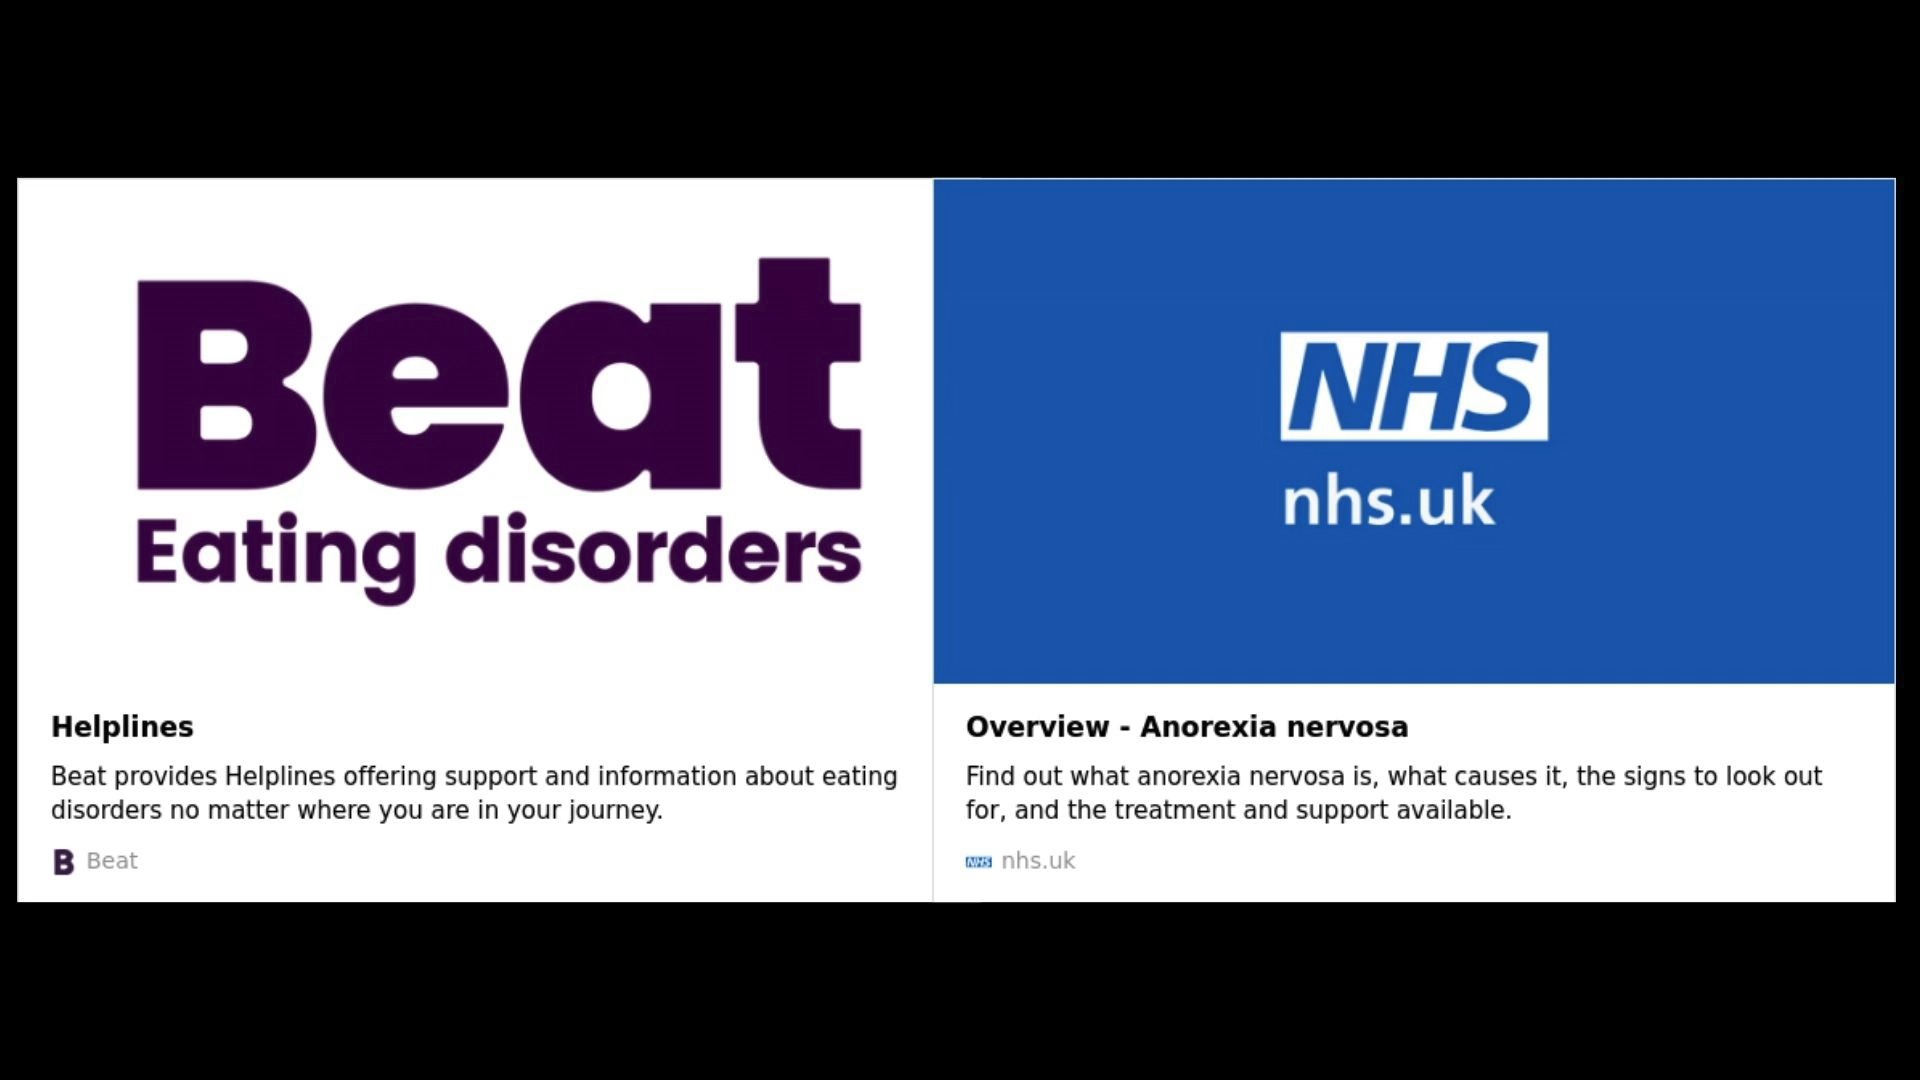 Beat
Eating disorders
Helplines
Beat provides Helplines offering support and information about eating
disorders no matter where you are in your journey.
B Beat
NHS
nhs.uk
Overview - Anorexia nervosa
Find out what anorexia nervosa is, what causes it, the signs to look out
for, and the treatment and support available.
NHS nhs.uk